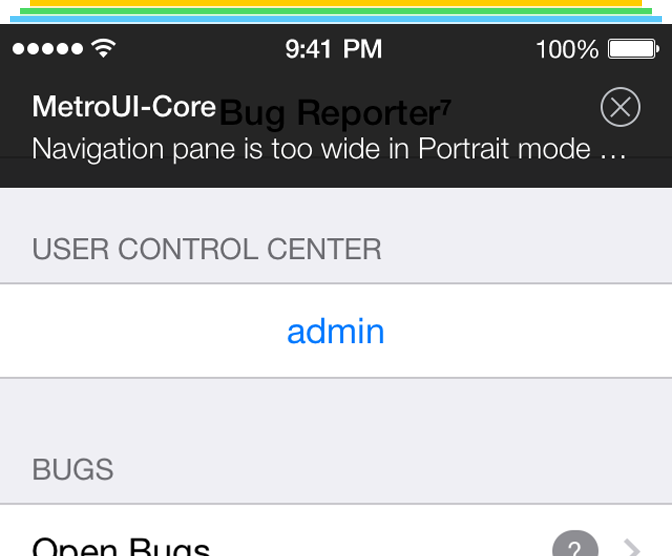 9:41 PM 100%
MetroUI-Core
Bug Reporter⁷
Navigation pane is too wide in Portrait mode ...
USER CONTROL CENTER
admin
BUGS
Open Bugs ?